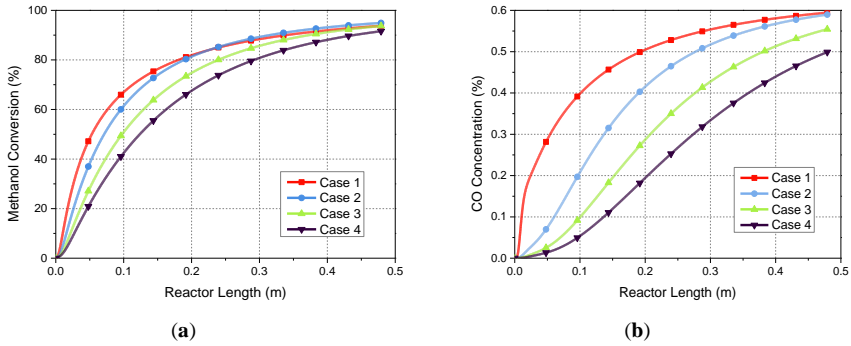 100
80
60
40
20
0
Methanol Conversion (%)
0.0 0.1 0.2 0.3 0.4 0.5
Reactor Length (m)
Case 1
Case 2
Case 3
Case 4
(a)
0.6
0.5
0.4
0.3
0.2
0.1
0.0
CO Concentration (%)
0.0 0.1 0.2 0.3 0.4 0.5
Reactor Length (m)
Case 1
Case 2
Case 3
Case 4
(b)